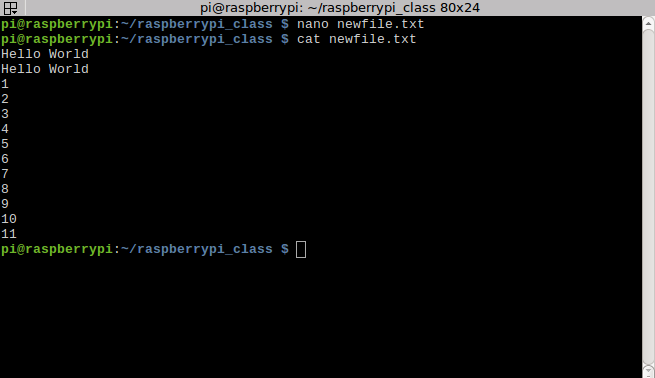 pi@raspberrypi: ~/raspberrypi_class 80x24
pi@raspberrypi:~/raspberrypi_class $ nano newfile.txt
pi@raspberrypi:~/raspberrypi_class $ cat newfile.txt
Hello World
Hello World
1
2
3
4
5
6
7
8
9
10
11
pi@raspberrypi:~/raspberrypi_class $